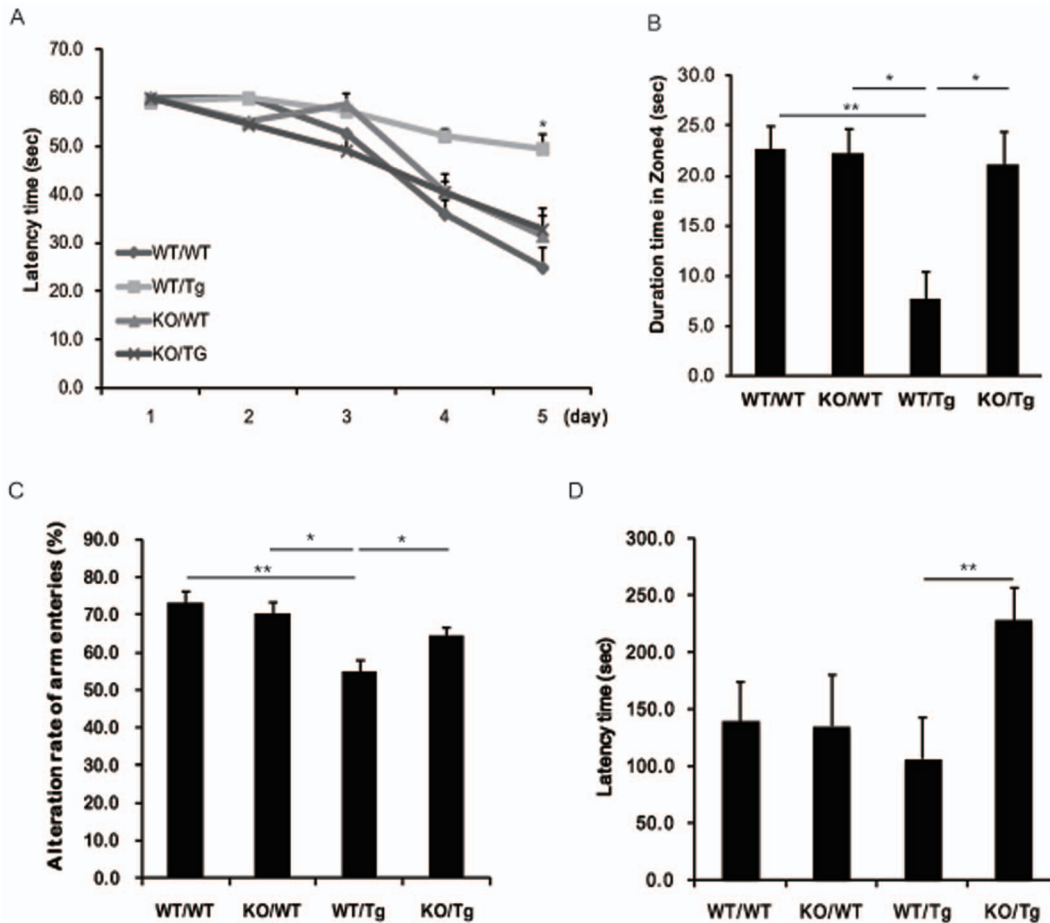 A
Latency time (sec)
70.0
60.0
50.0
40.0
30.0
20.0
10.0
0.0
*
WT/WT
WT/Tg
KO/WT
KO/TG
1 2 3 4 5 (day)
B
Duration time in Zone4 (sec)
30.0
25.0
20.0
15.0
10.0
5.0
0.0
* *
**
WT/WT KO/WT WT/Tg KO/Tg
C
Alteration rate of arm enteries (%)
90.0
80.0
70.0
60.0
50.0
40.0
30.0
20.0
10.0
0.0
* *
**
WT/WT KO/WT WT/Tg KO/Tg
D
Latency time (sec)
300.0
250.0
200.0
150.0
100.0
50.0
0.0
**
WT/WT KO/WT WT/Tg KO/Tg